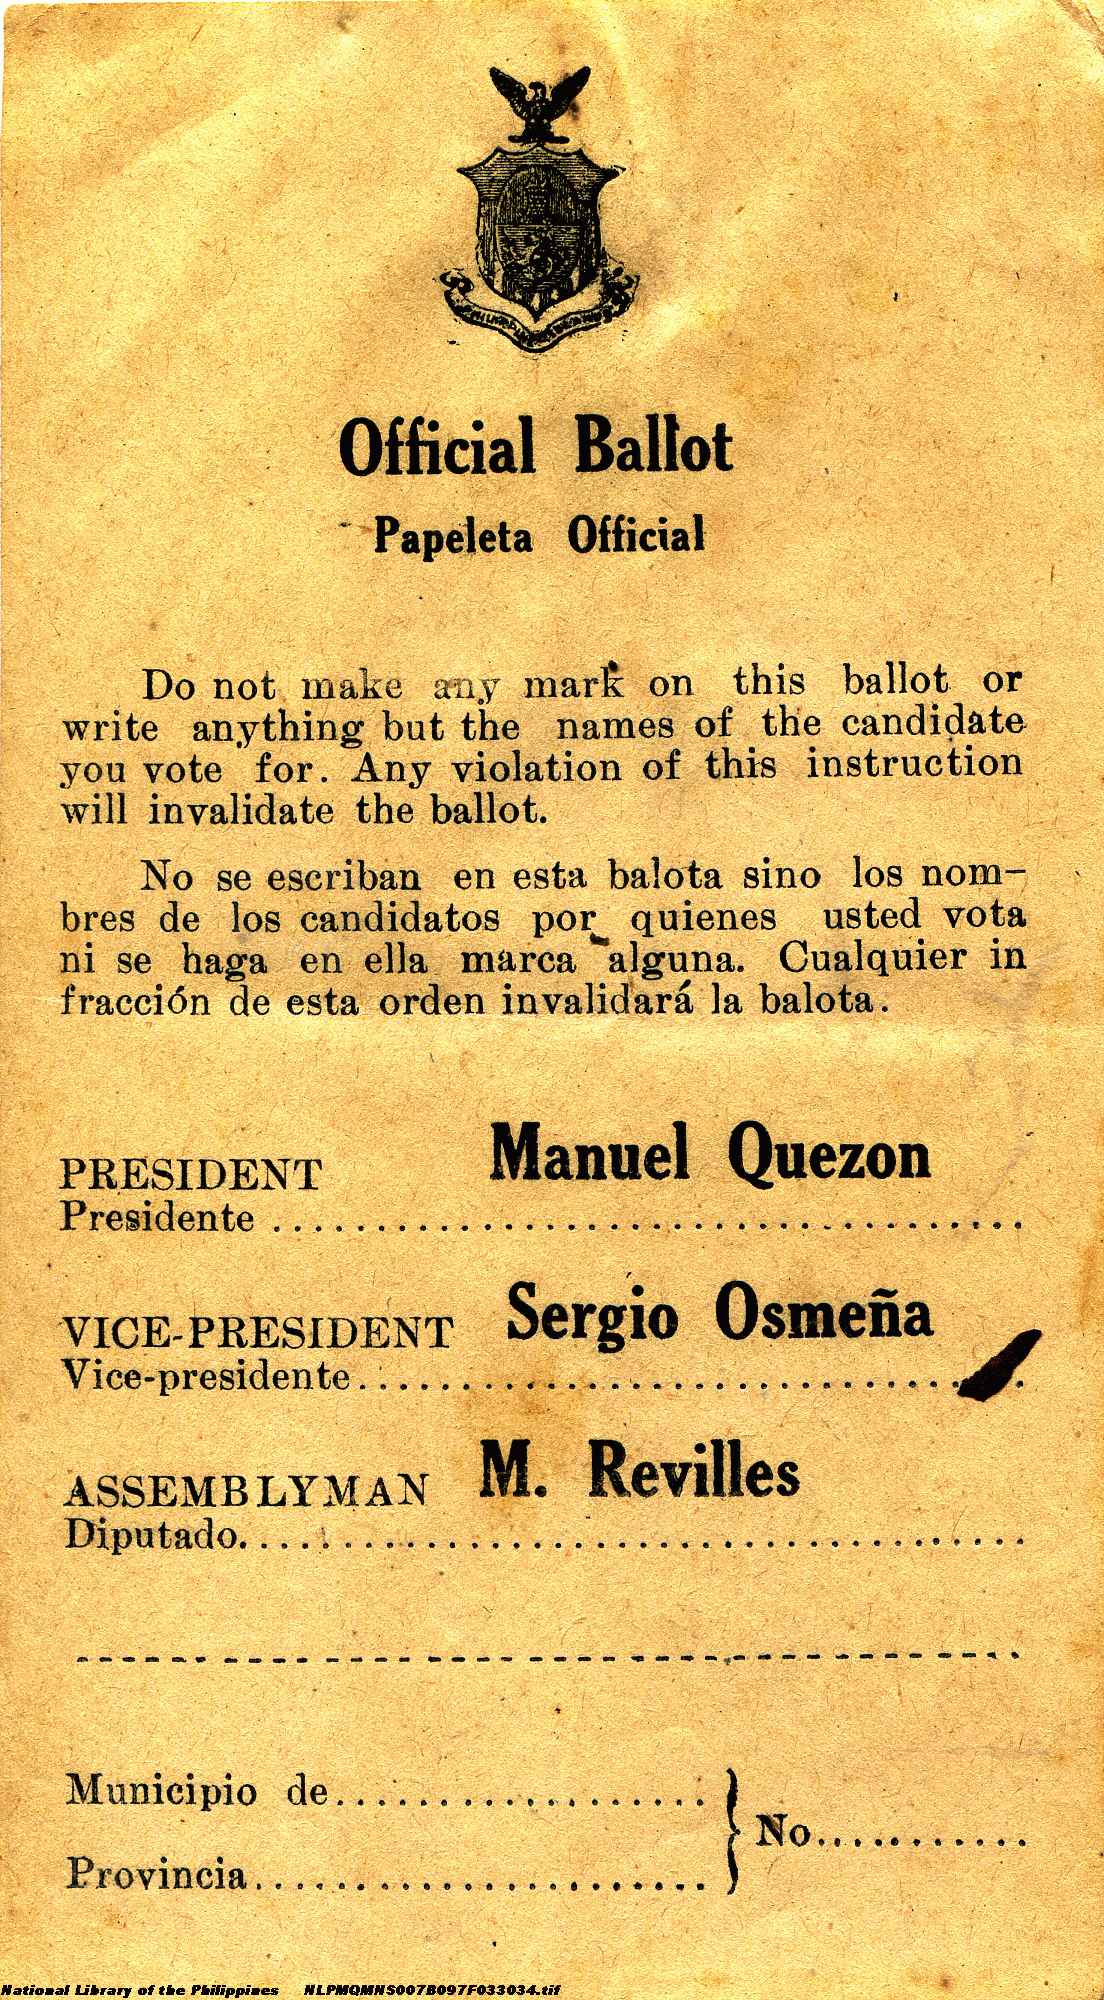 Official Ballot
Papeleta Official
Do not make any mark on this ballot or
write anything but the names of the candidate
you vote for. Any violation of this instruction
will invalidate the ballot.
No se escriban en esta balota sino los nom-
bres de los candidatos por quienes usted vota
ni se haga en ella marca alguna. Cualquier in
fracción de esta orden invalidará la balota.
PRESIDENT Manuel Quezon
Presidente
VICE-PRESIDENT Sergio Osmeña
Vice-presidente
ASSEMBLYMAN M. Revilles
Diputado
Municipio de
No.
Provincia
National Library of the Philippines NLPMQMNS007B097F033034.tif